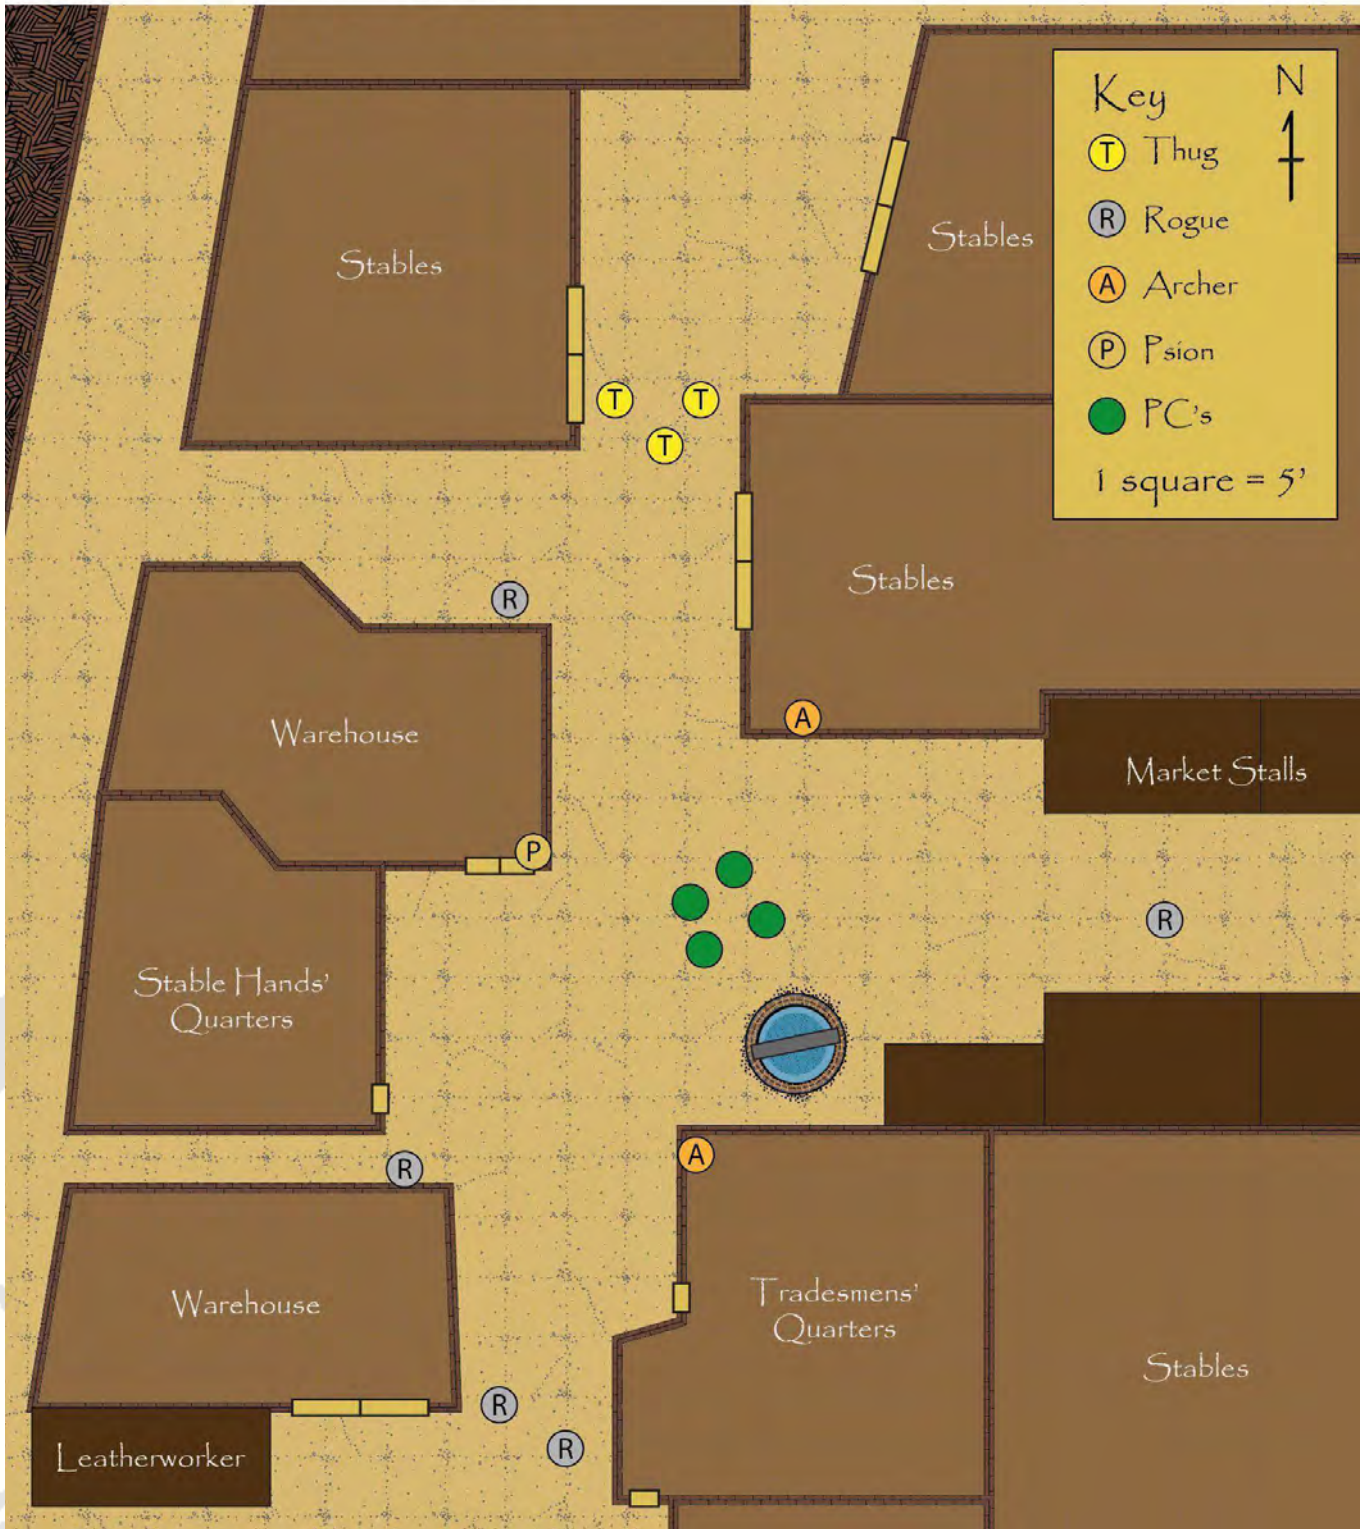 Key
N
T Thug
R Rogue
A Archer
P Psion
PC's
1 square = 5'
Stables
Stables
T T
T
Stables
R
Warehouse
A
Market Stalls
P
R
Stable Hands'
Quarters
A
R
Warehouse
Tradesmens'
Quarters
Stables
R
R
Leatherworker